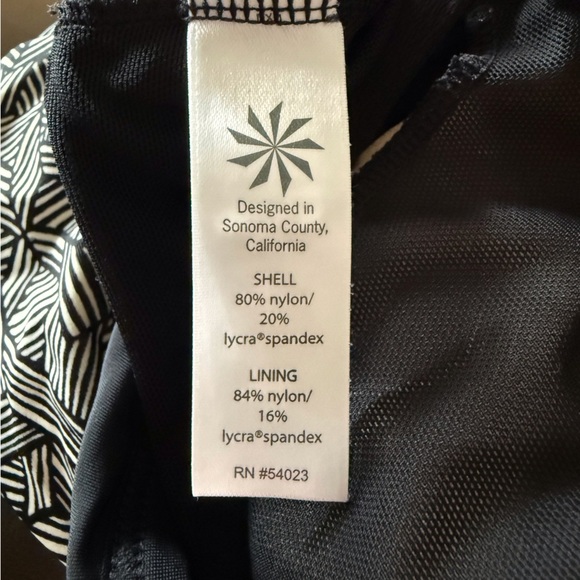 Designed in
Sonoma County,
California
SHELL
80% nylon/
20%
lycra®spandex
LINING
84% nylon/
16%
lycra®spandex
RN #54023